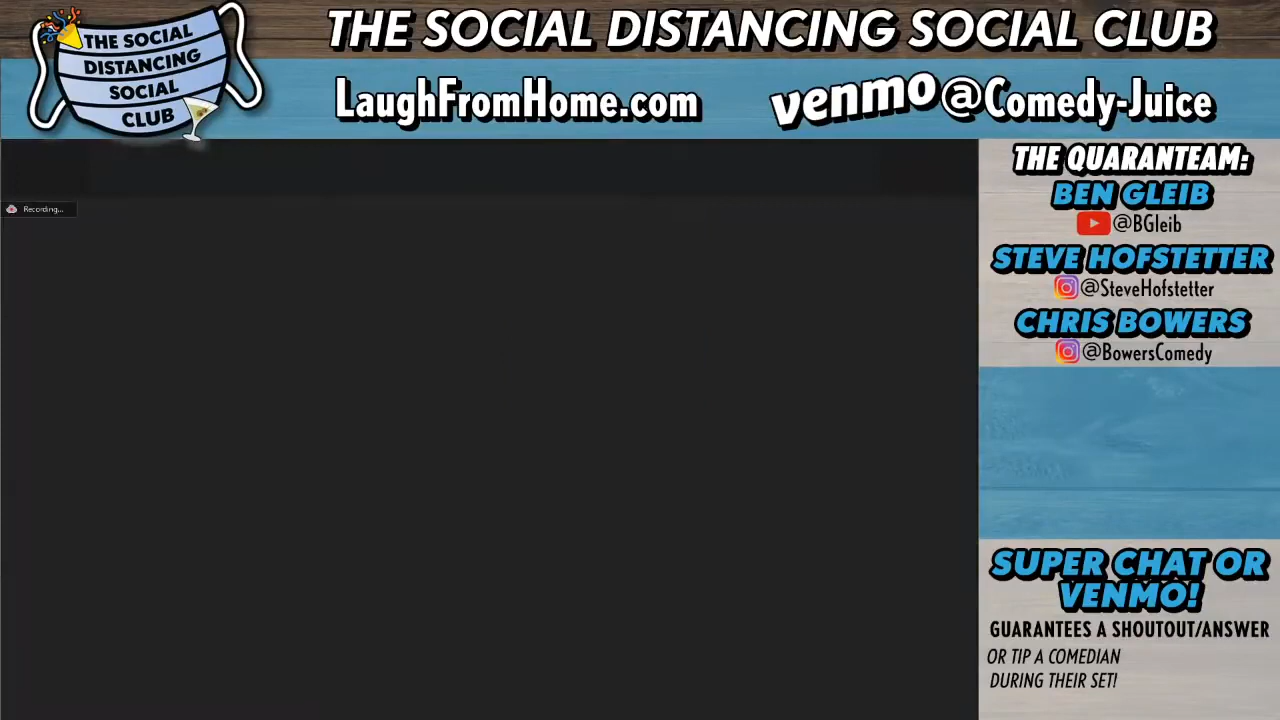 THE SOCIAL
DISTANCING
SOCIAL
CLUB
THE SOCIAL DISTANCING SOCIAL CLUB
LaughFromHome.com
venmo @Comedy-Juice
Recording...
THE QUARANTEAM:
BEN GLEIB
@BGleib
STEVE HOFSTETTER
@SteveHofstetter
CHRIS BOWERS
@BowersComedy
SUPER CHAT OR
VENMO!
GUARANTEES A SHOUTOUT/ANSWER
OR TIP A COMEDIAN
DURING THEIR SET!